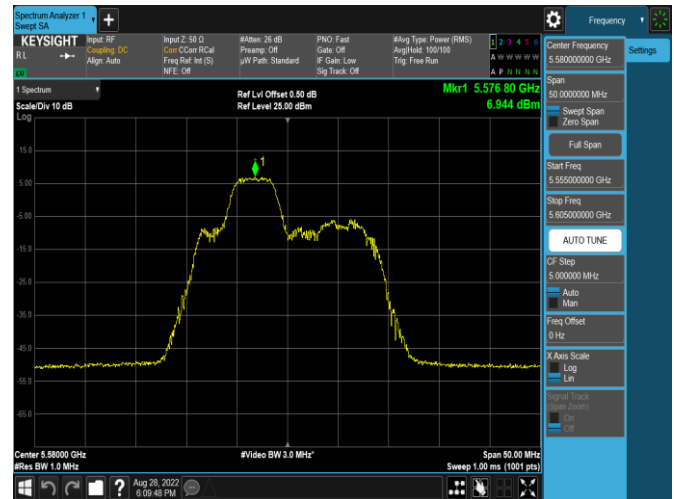 Spectrum Analyzer 1
Swept SA
Frequency
KEYSIGHT
R L
LXI
Input: RF
Coupling: DC
Align: Auto
Input Z: 50 Ω
Corr CCorr RCal
Freq Ref: Int (S)
NFE: Off
#Atten: 26 dB
Preamp: Off
µW Path: Standard
PNO: Fast
Gate: Off
IF Gain: Low
Sig Track: Off
#Avg Type: Power (RMS)
Avg|Hold: 100/100
Trig: Free Run
1 2 3 4 5 6
A W W W W W
A P N N N N
1 Spectrum
Scale/Div 10 dB
Log
Ref Lvl Offset 0.50 dB
Ref Level 25.00 dBm
Mkr1 5.576 80 GHz
6.944 dBm
1
15.0
5.00
-5.00
-15.0
-25.0
-35.0
-45.0
-55.0
-65.0
Center 5.58000 GHz
#Res BW 1.0 MHz
#Video BW 3.0 MHz*
Span 50.00 MHz
Sweep 1.00 ms (1001 pts)
Aug 28, 2022
6:09:48 PM
Center Frequency
5.580000000 GHz
Settings
Span
50.0000000 MHz
Swept Span
Zero Span
Full Span
Start Freq
5.555000000 GHz
Stop Freq
5.605000000 GHz
AUTO TUNE
CF Step
5.000000 MHz
Auto
Man
Freq Offset
0 Hz
X Axis Scale
Log
Lin
Signal Track
(Span Zoom)
On
Off